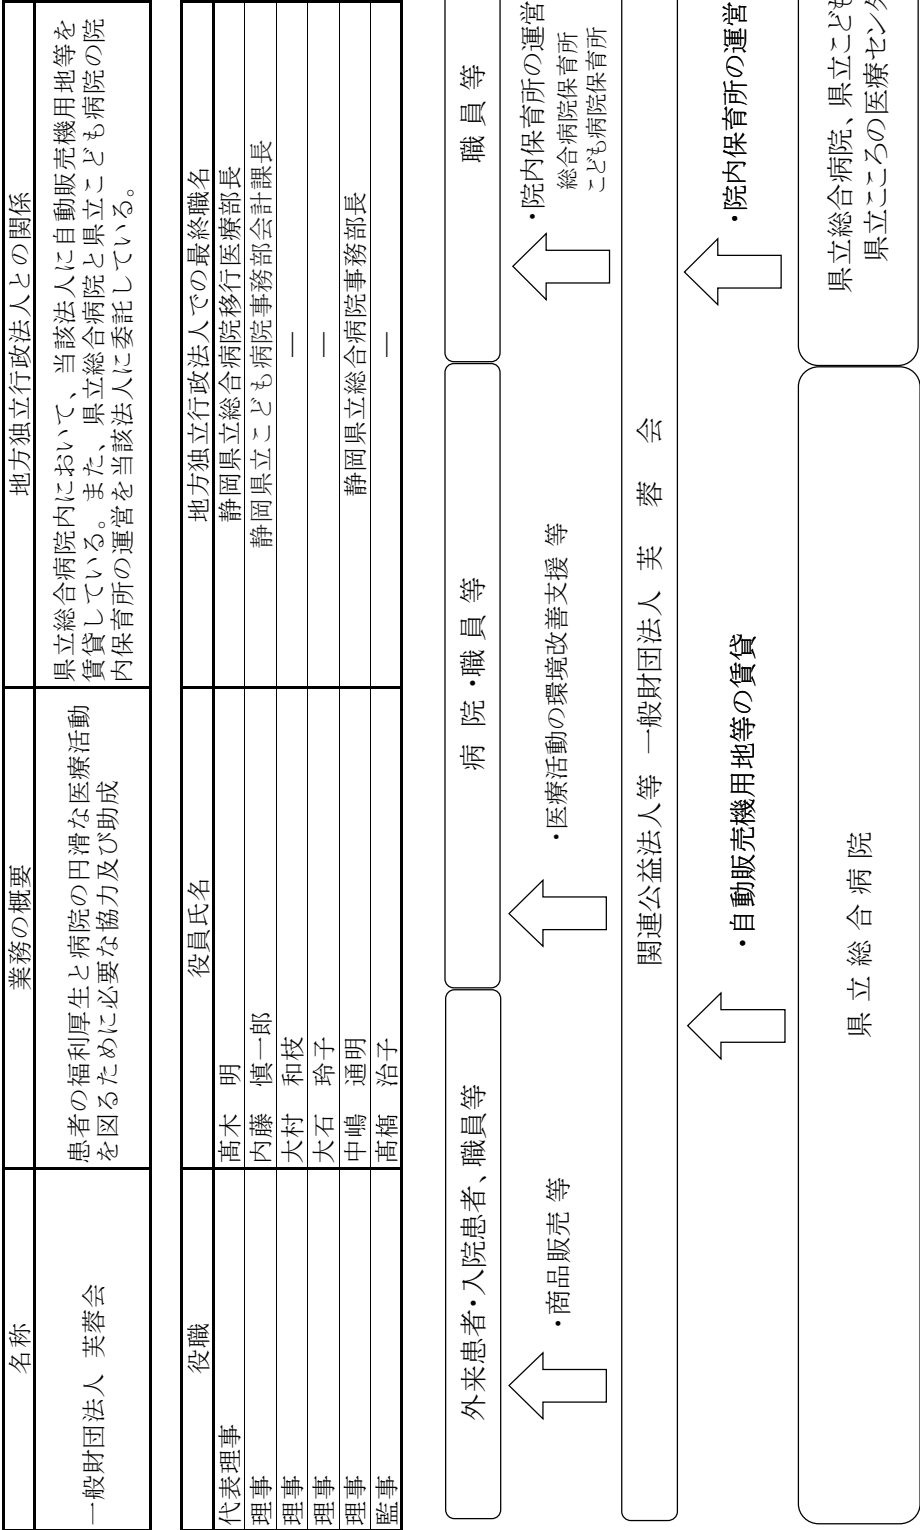 名称 業務の概要 地方独立行政法人との関係
一般財団法人 芙蓉会
患者の福利厚生と病院の円滑な医療活動
を図るために必要な協力及び助成
県立総合病院内において、当該法人に自動販売機用地等を
賃貸している。また、県立総合病院と県立こども病院の院
内保育所の運営を当該法人に委託している。
役職 役員氏名 地方独立行政法人での最終職名
代表理事 髙木 明 静岡県立総合病院移行医療部長
理事 内藤 慎一郎 静岡県立こども病院事務部会計課長
理事 大村 和枝 ―
理事 大石 玲子 ―
理事 中嶋 通明 静岡県立総合病院事務部長
監事 髙橋 治子 ―
外来患者・入院患者、職員等 病 院 ・職 員 等 職 員 等
・商品販売 等
・医療活動の環境改善支援 等
・院内保育所の運営
総合病院保育所
こども病院保育所
関連公益法人等 一般財団法人 芙 蓉 会
・自動販売機用地等の賃貸
・院内保育所の運営
県 立 総 合 病 院
県立総合病院、県立こども
県立こころの医療センタ